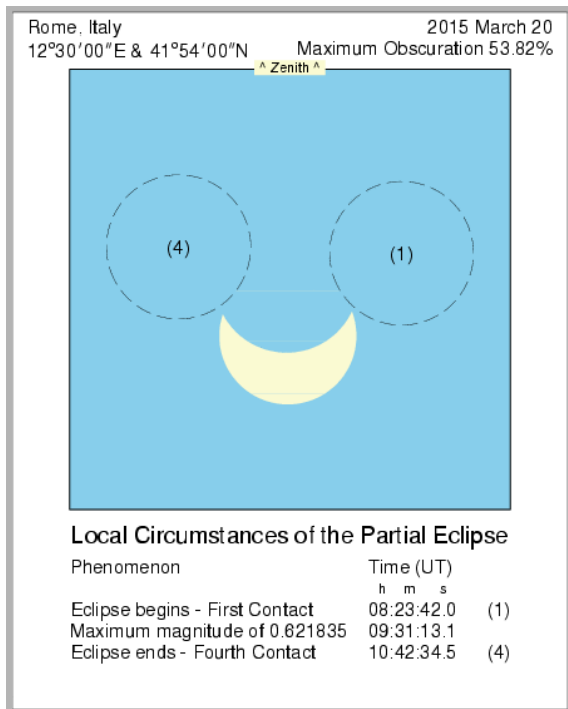 Rome, Italy 2015 March 20
12°30′00″E & 41°54′00″N Maximum Obscuration 53.82%
^ Zenith ^
(4) (1)
Local Circumstances of the Partial Eclipse
Phenomenon Time (UT)
h m s
Eclipse begins - First Contact 08:23:42.0 (1)
Maximum magnitude of 0.621835 09:31:13.1
Eclipse ends - Fourth Contact 10:42:34.5 (4)